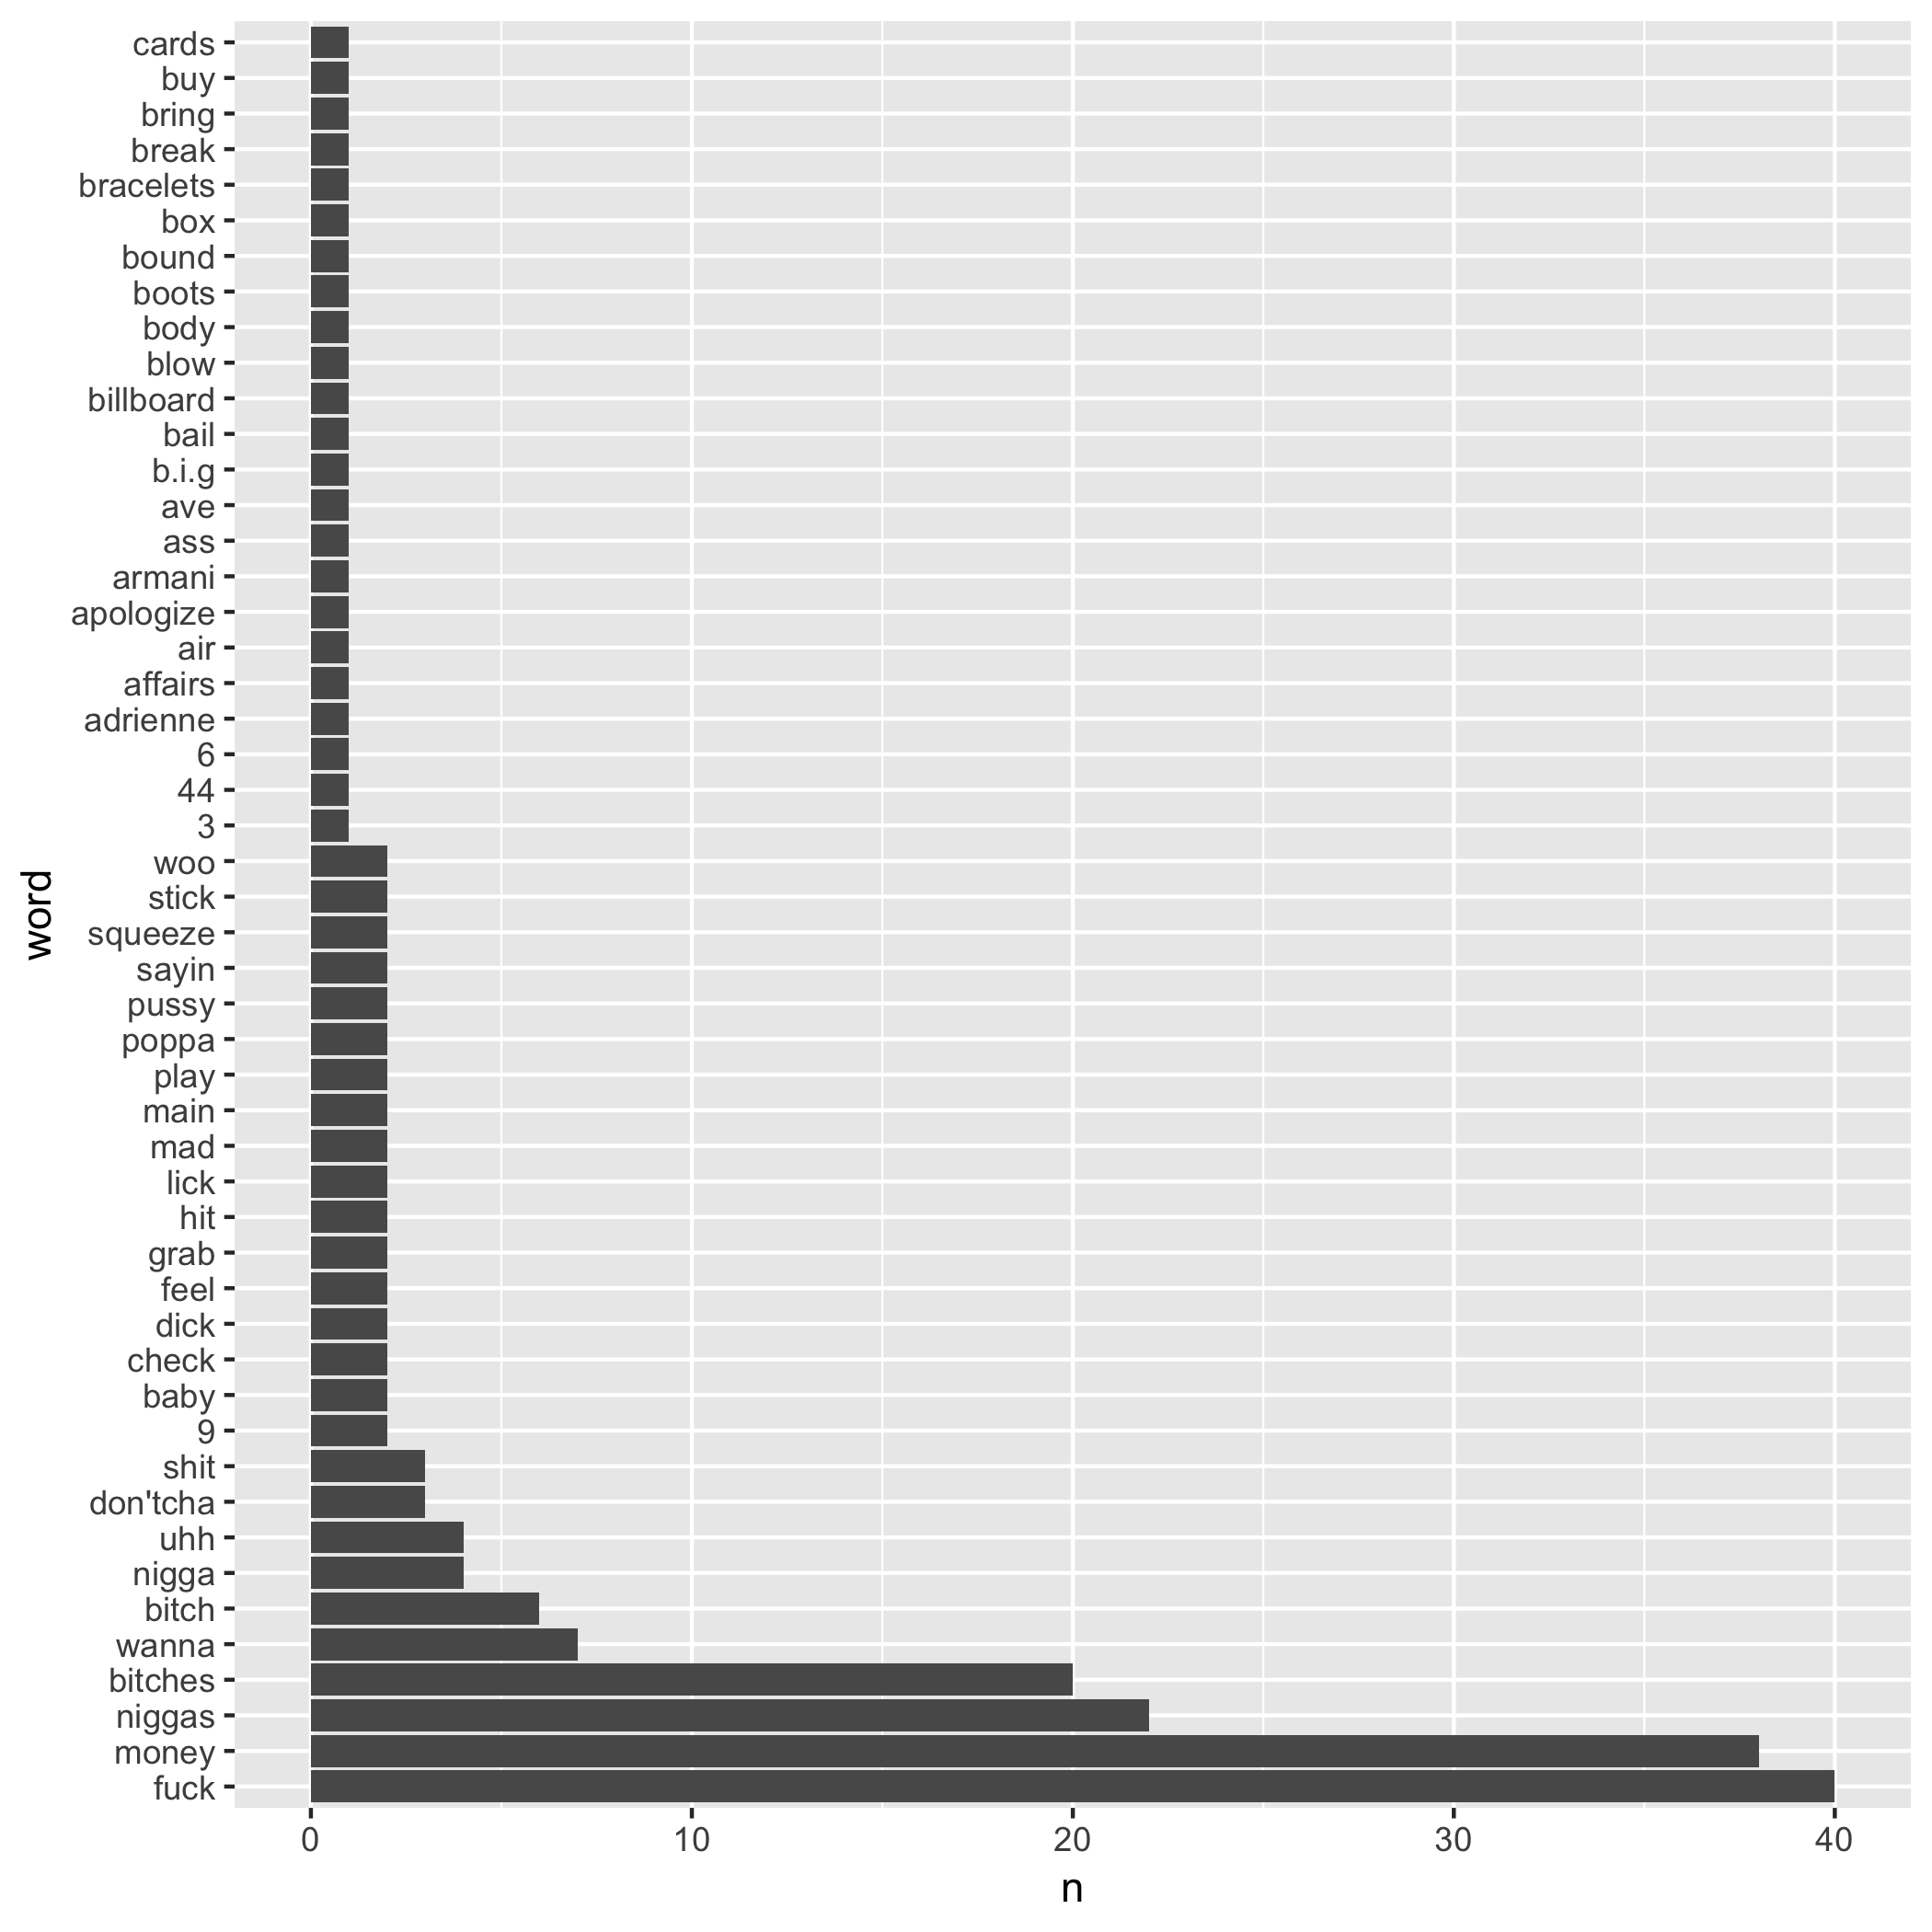 cards
buy
bring
break
bracelets
box
bound
boots
body
blow
billboard
bail
b.i.g
ave
ass
armani
apologize
air
affairs
adrienne
6
44
3
woo
stick
squeeze
sayin
pussy
poppa
play
main
mad
lick
hit
grab
feel
dick
check
baby
9
shit
don'tcha
uhh
nigga
bitch
wanna
bitches
niggas
money
fuck
word
0 10 20 30 40
n